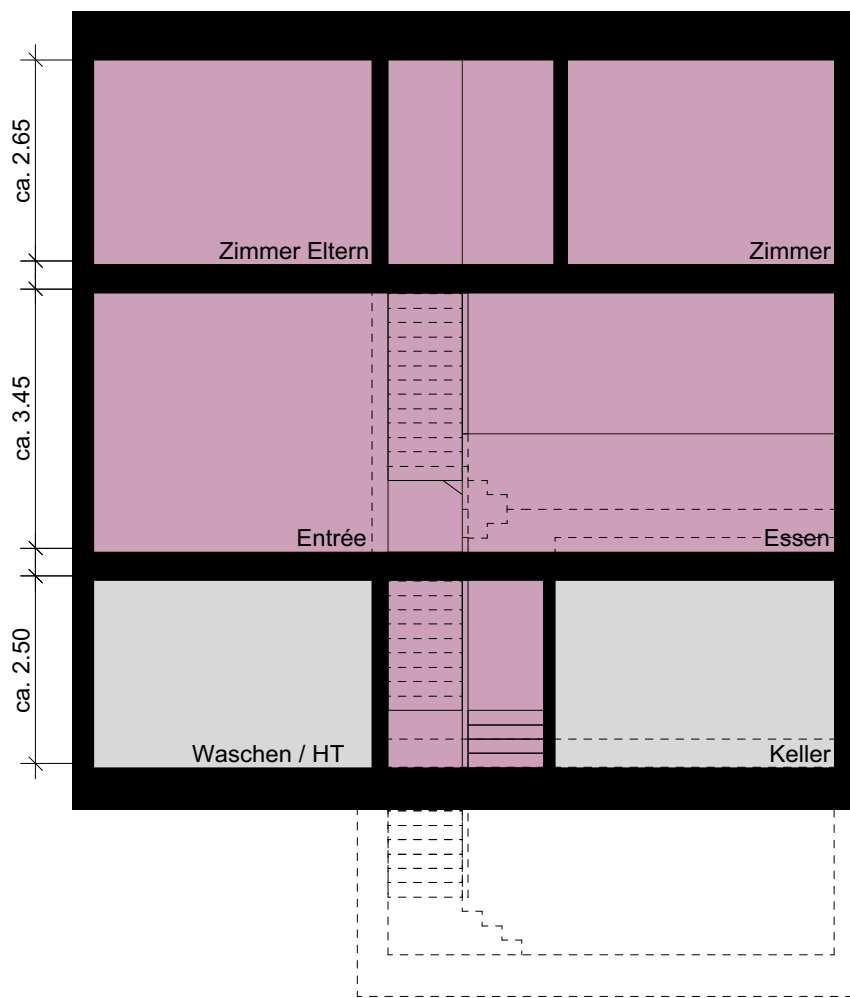 ca. 2.65
Zimmer Eltern
Zimmer
ca. 3.45
Entrée
Essen
ca. 2.50
Waschen / HT
Keller